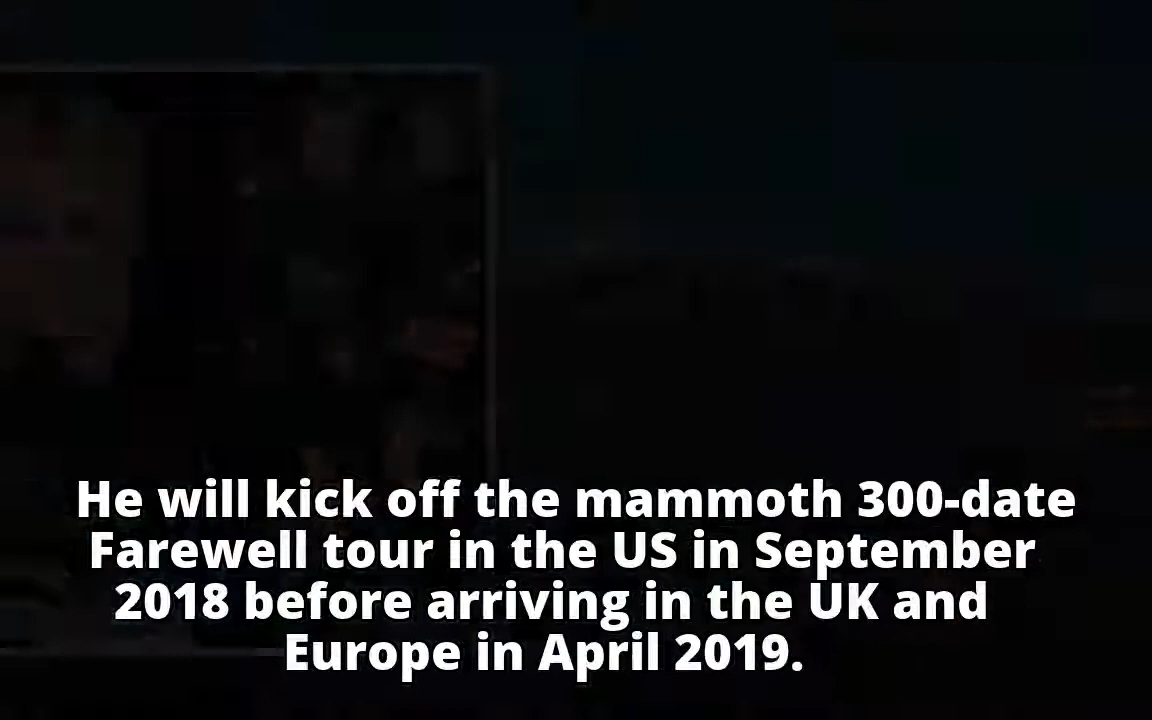 He will kick off the mammoth 300-date
Farewell tour in the US in September
2018 before arriving in the UK and
Europe in April 2019.